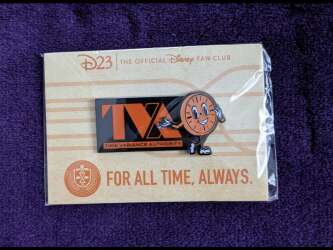 D23 | THE OFFICIAL Disney FAN CLUB
TVA
TIME VARIANCE AUTHORITY
FOR ALL TIME, ALWAYS.